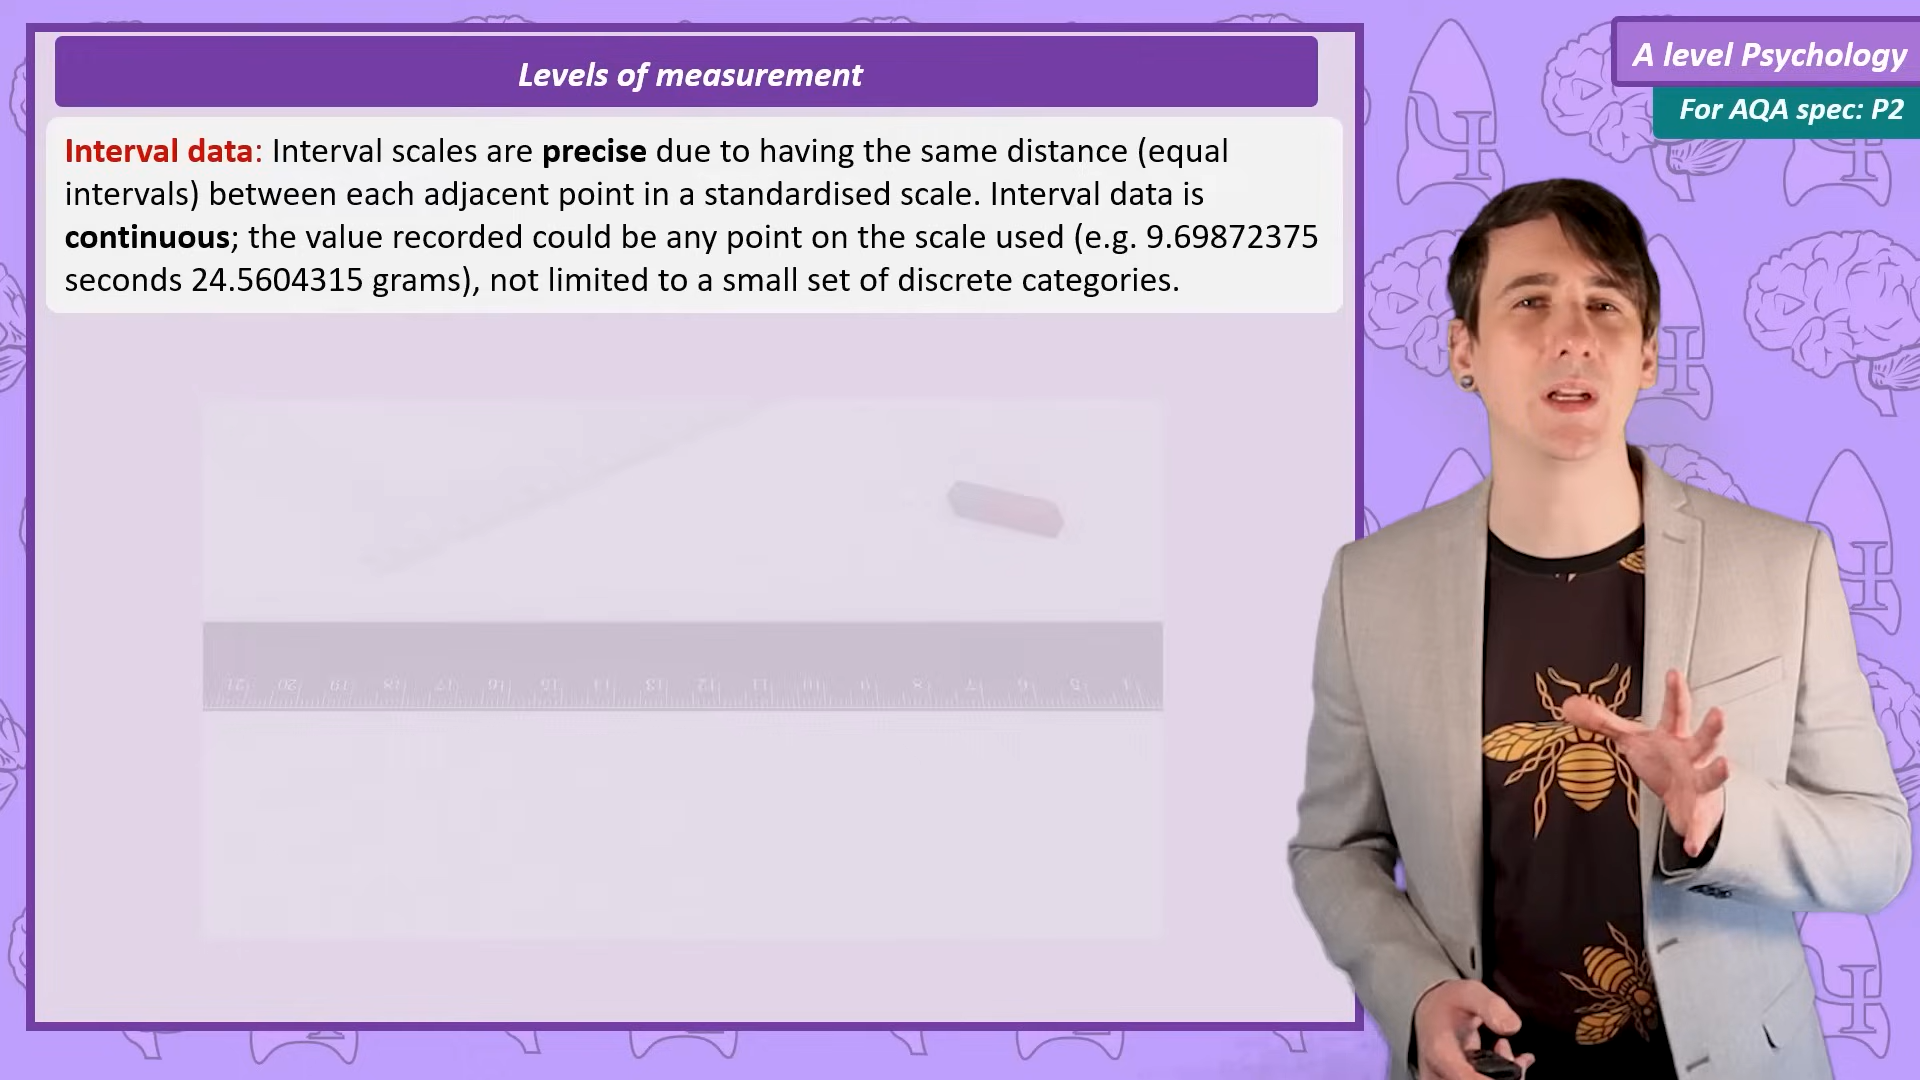 Levels of measurement
A level Psychology
For AQA spec: P2
Interval data: Interval scales are precise due to having the same distance (equal
intervals) between each adjacent point in a standardised scale. Interval data is
continuous; the value recorded could be any point on the scale used (e.g. 9.69872375
seconds 24.5604315 grams), not limited to a small set of discrete categories.